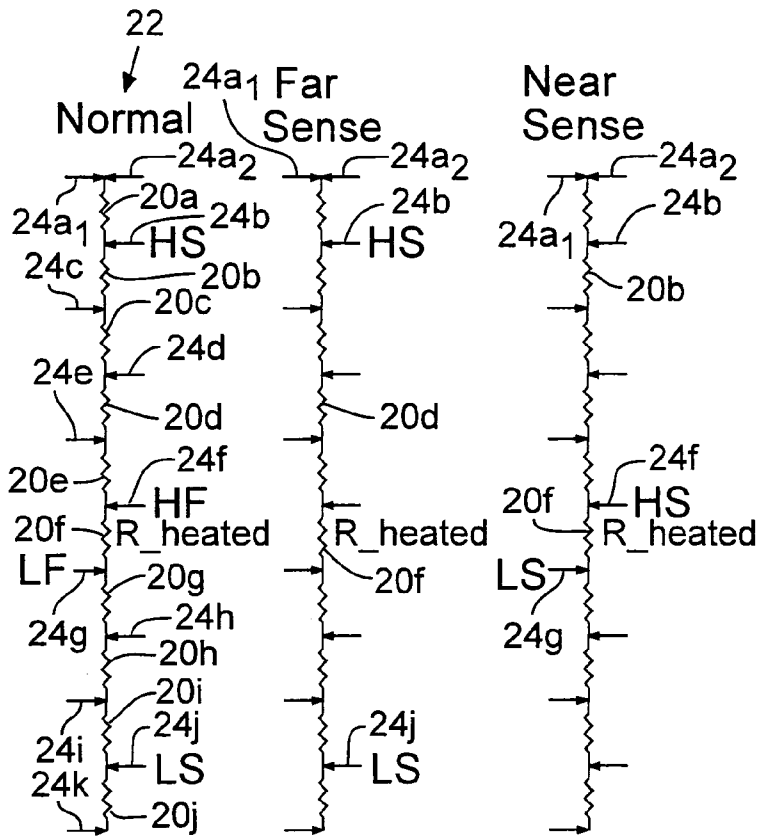 22
Normal
24a1
24a2
20a
24b
HS
24a1
24c
20b
20c
24d
24e
20d
24f
20e
HF
20f
R_heated
LF
20g
24g
24h
20h
20i
24i
24j
LS
24k
20j
Far
Sense
24a1
24a2
24b
HS
20d
R_heated
20f
24j
LS
Near
Sense
24a2
24a1
24b
20b
24f
20f
HS
R_heated
LS
24g